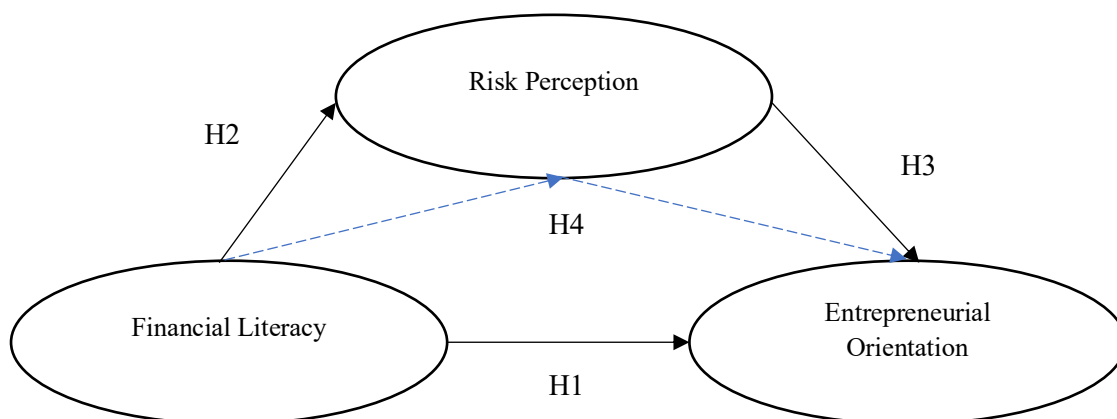 Risk Perception
H2
H3
H4
Financial Literacy
Entrepreneurial
Orientation
H1